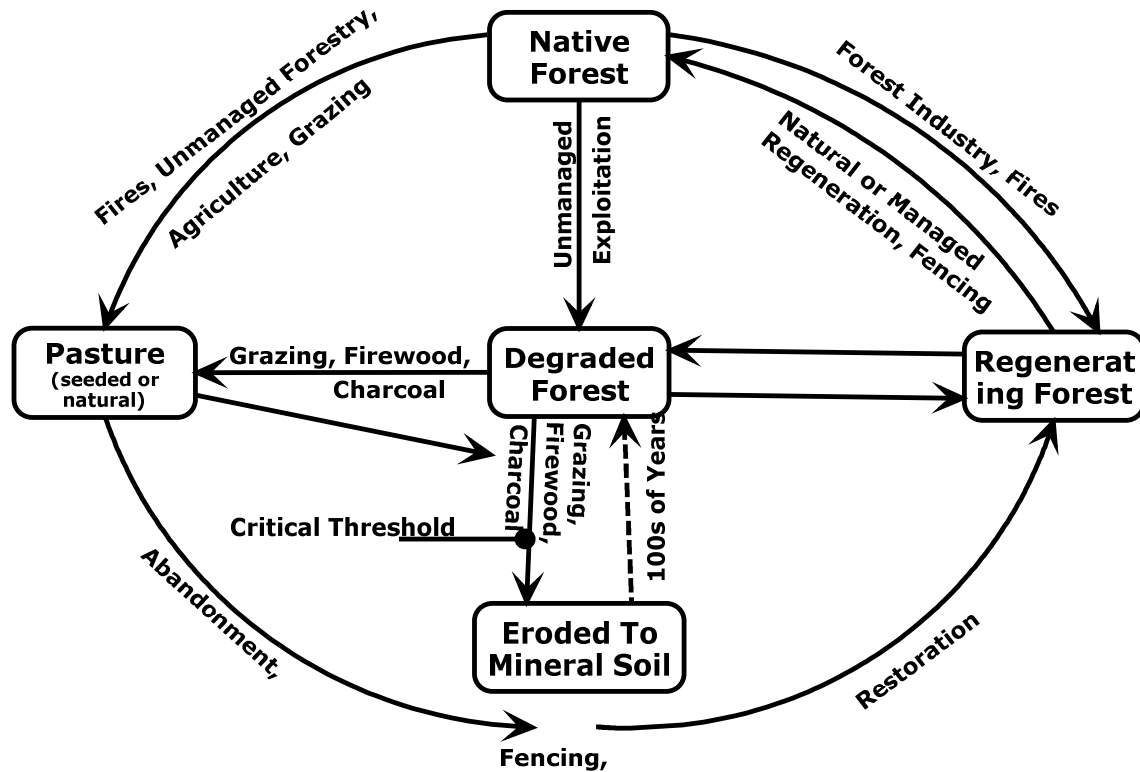 Native
Forest
Fires, Unmanaged Forestry,
Agriculture, Grazing
Unmanaged
Exploitation
Forest Industry, Fires
Natural or Managed
Regeneration, Fencing
Pasture
(seeded or
natural)
Grazing, Firewood,
Charcoal
Degraded
Forest
Regenerat
ing Forest
Grazing,
Firewood,
Charcoal
100s of Years
Critical Threshold
Eroded To
Mineral Soil
Abandonment,
Fencing,
Restoration